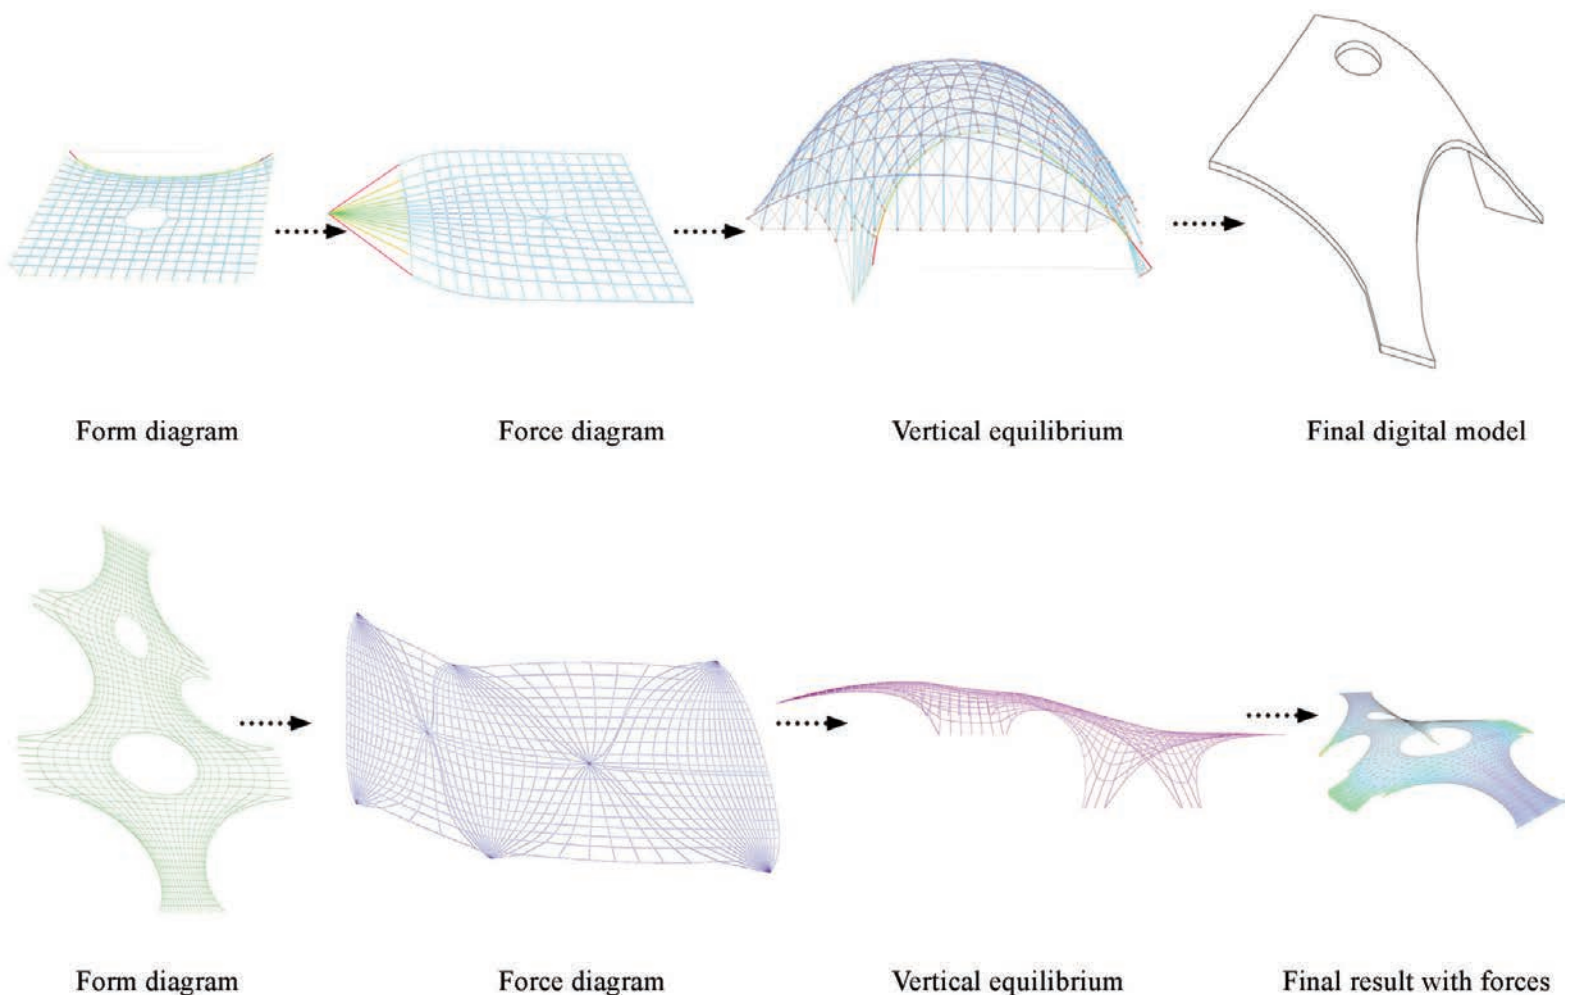 Form diagram
Force diagram
Vertical equilibrium
Final digital model
Form diagram
Force diagram
Vertical equilibrium
Final result with forces